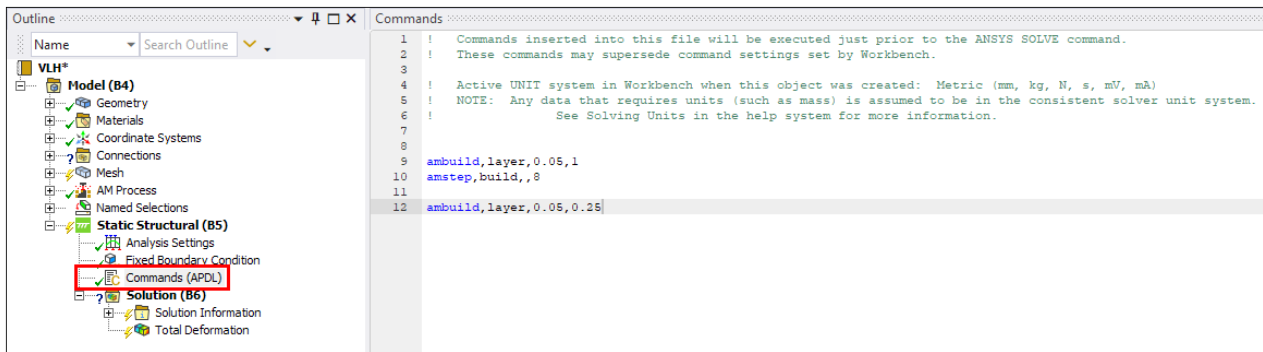 Outline
Name
Search Outline
VLH*
Model (B4)
Geometry
Materials
Coordinate Systems
Connections
Mesh
AM Process
Named Selections
Static Structural (B5)
Analysis Settings
Fixed Boundary Condition
Commands (APDL)
Solution (B6)
Solution Information
Total Deformation
Commands
1 ! Commands inserted into this file will be executed just prior to the ANSYS SOLVE command.
2 ! These commands may supersede command settings set by Workbench.
3
4 ! Active UNIT system in Workbench when this object was created: Metric (mm, kg, N, s, mV, mA)
5 ! NOTE: Any data that requires units (such as mass) is assumed to be in the consistent solver unit system.
6 ! See Solving Units in the help system for more information.
7
8
9 ambuild,layer,0.05,1
10 amstep,build,,8
11
12 ambuild,layer,0.05,0.25